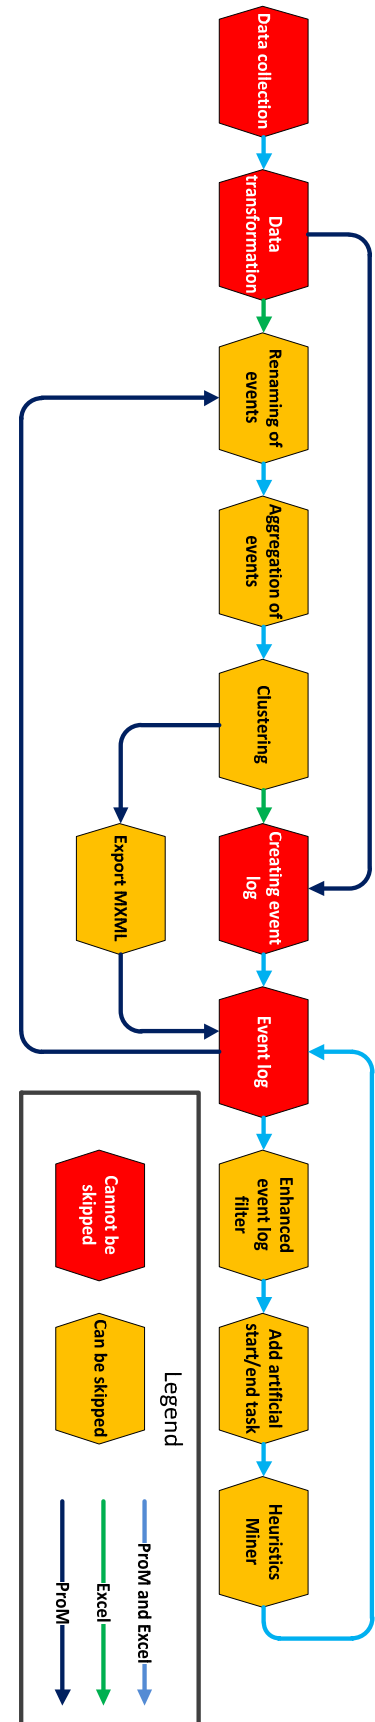 Data collection
Data
transformation
Renaming of
events
Aggregation of
events
Clustering
Creating event
log
Export MXML
Event log
Enhanced
event log
filter
Add artificial
start/end task
Heuristics
Miner
Legend
Cannot be
skipped
Can be skipped
ProM and Excel
Excel
ProM